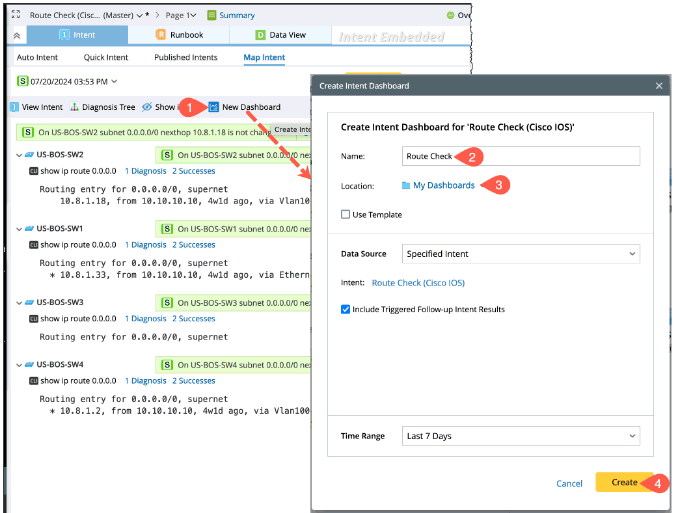 Route Check (Cisc... (Master) * > Page 1 Summary Ove
Intent Runbook Data View Intent Embedded
Auto Intent Quick Intent Published Intents Map Intent
S 07/20/2024 03:53 PM
View Intent Diagnosis Tree Show i 1 New Dashboard
S On US-BOS-SW2 subnet 0.0.0.0/0 nexthop 10.8.1.18 is not chang
Create Inte
US-BOS-SW2 S On US-BOS-SW2 subnet 0.0.0.0/0 nex
show ip route 0.0.0.0 1 Diagnosis 2 Successes
Routing entry for 0.0.0.0/0, supernet
10.8.1.18, from 10.10.10.10, 4w1d ago, via Vlan100
US-BOS-SW1 S On US-BOS-SW1 subnet 0.0.0.0/0 nex
show ip route 0.0.0.0 1 Diagnosis 2 Successes
Routing entry for 0.0.0.0/0, supernet
* 10.8.1.33, from 10.10.10.10, 4w1d ago, via Ethern
US-BOS-SW3 S On US-BOS-SW3 subnet 0.0.0.0/0 nex
show ip route 0.0.0.0 1 Diagnosis 2 Successes
Routing entry for 0.0.0.0/0, supernet
US-BOS-SW4 S On US-BOS-SW4 subnet 0.0.0.0/0 nex
show ip route 0.0.0.0 1 Diagnosis 2 Successes
Routing entry for 0.0.0.0/0, supernet
* 10.8.1.2, from 10.10.10.10, 4w1d ago, via Vlan100
Create Intent Dashboard
Create Intent Dashboard for 'Route Check (Cisco IOS)'
Name: Route Check 2
Location: My Dashboards 3
Use Template
Data Source Specified Intent
Intent: Route Check (Cisco IOS)
Include Triggered Follow-up Intent Results
Time Range Last 7 Days
Cancel Create 4